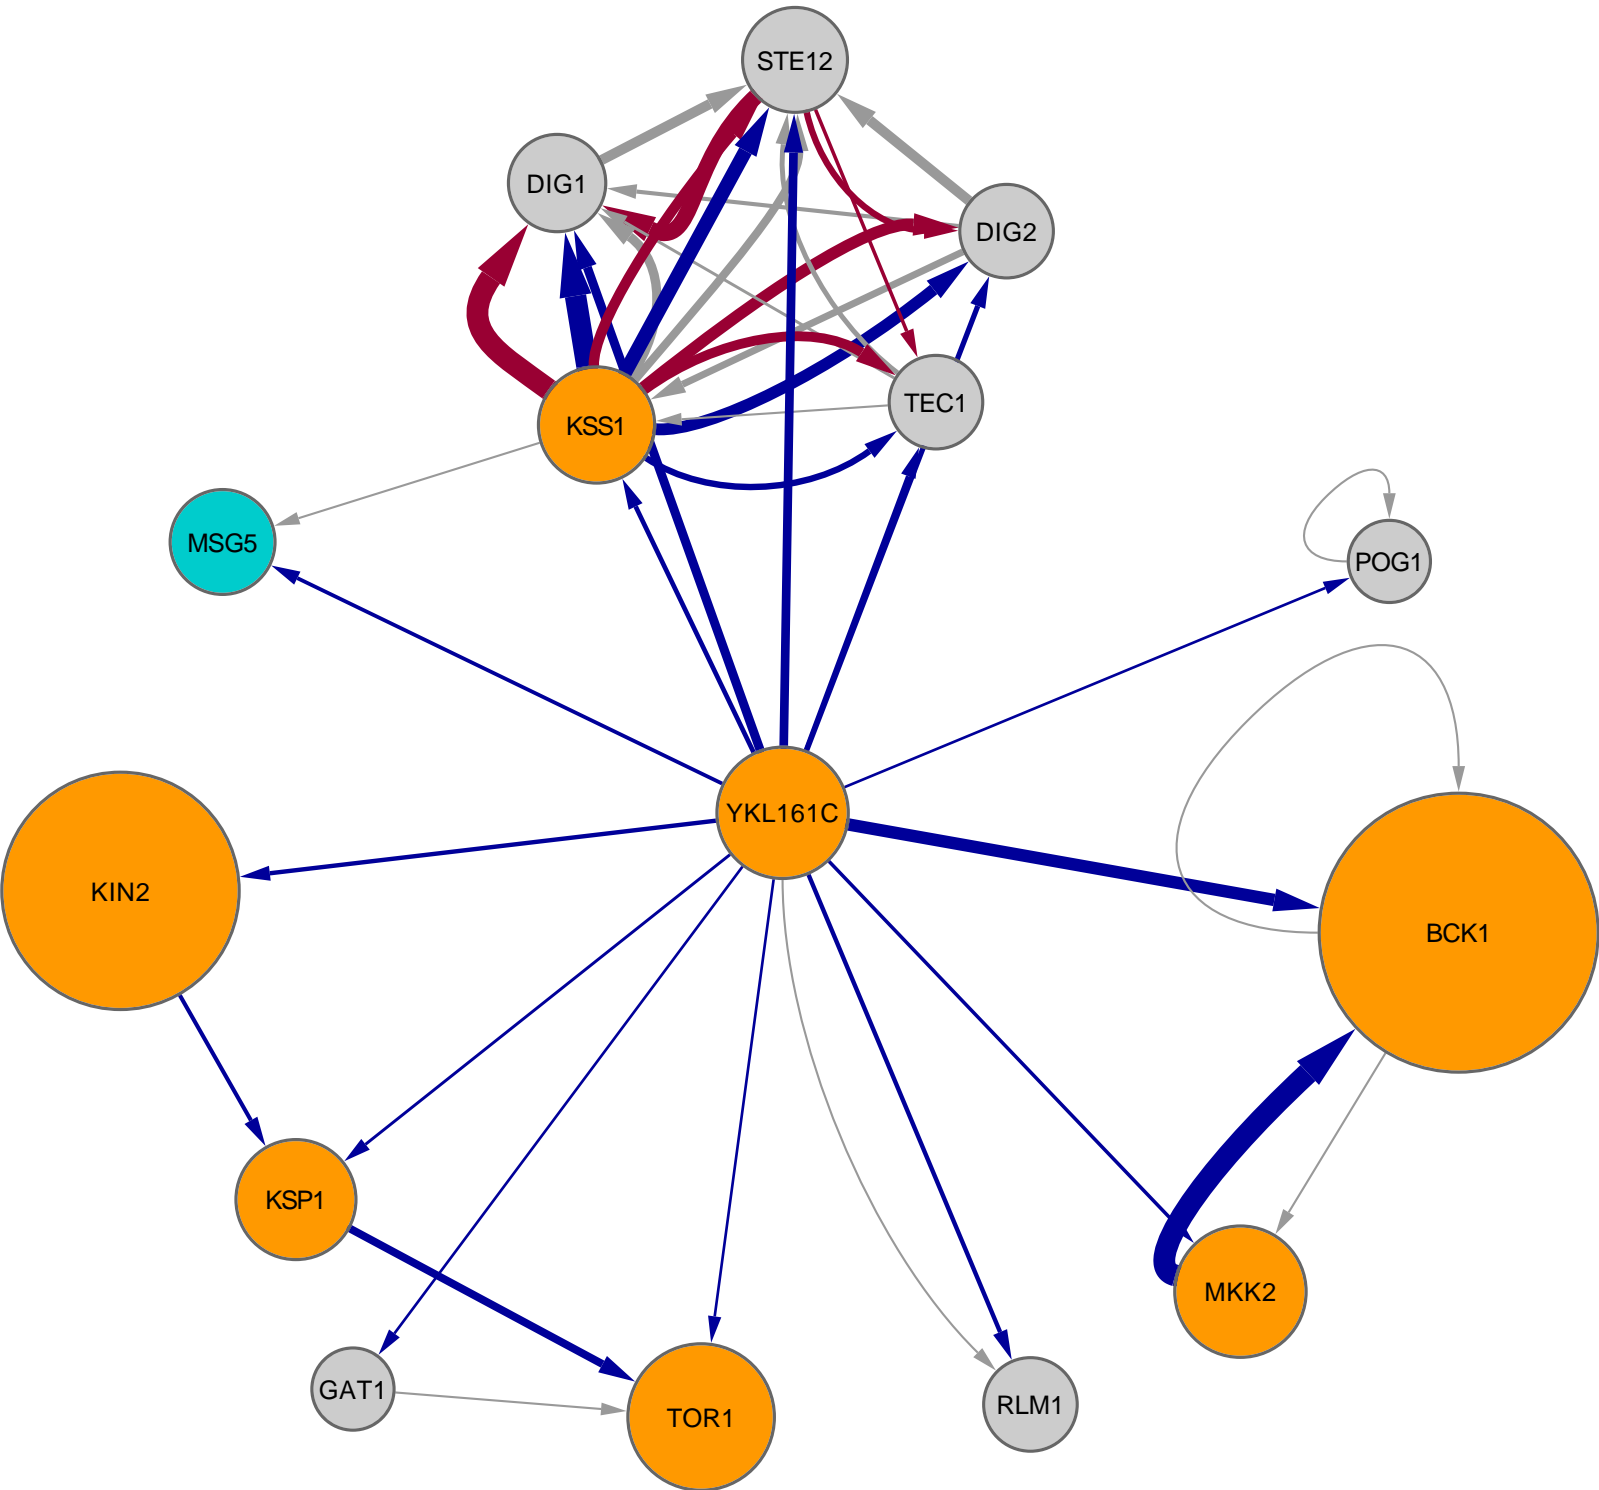 STE12
DIG1
DIG2
TEC1
KSS1
MSG5
POG1
YKL161C
KIN2
BCK1
KSP1
MKK2
GAT1
RLM1
TOR1